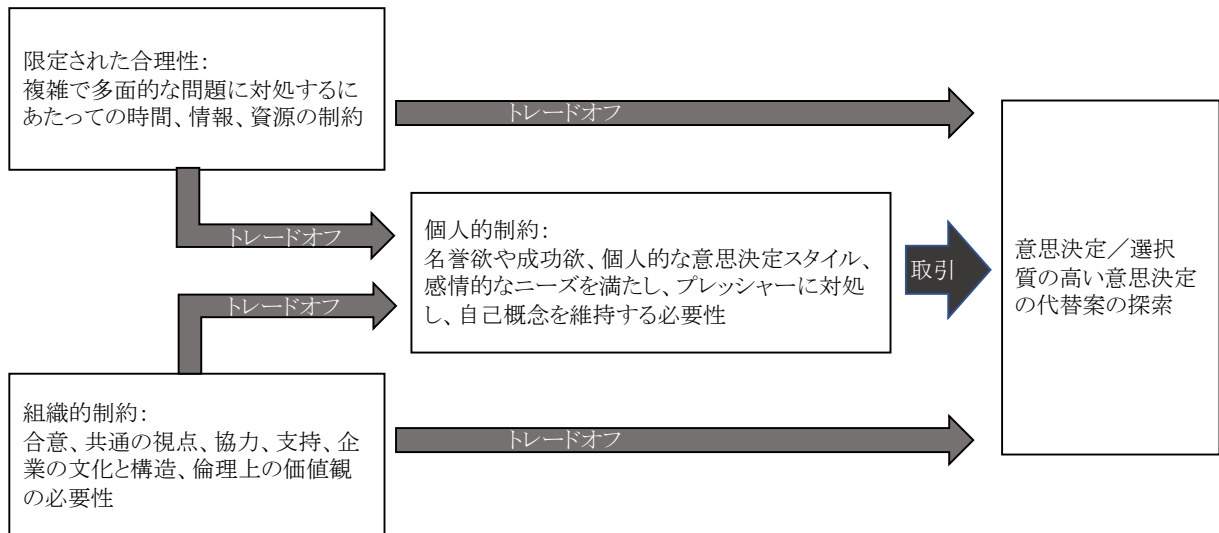 限定された合理性：
複雑で多面的な問題に対処するに
あたっての時間、情報、資源の制約
トレードオフ
トレードオフ
個人的制約：
名誉欲や成功欲、個人的な意思決定スタイル、
感情的なニーズを満たし、プレッシャーに対処
し、自己概念を維持する必要性
取引
意思決定／選択
質の高い意思決定
の代替案の探索
トレードオフ
組織的制約：
合意、共通の視点、協力、支持、企
業の文化と構造、倫理上の価値観
の必要性
トレードオフ